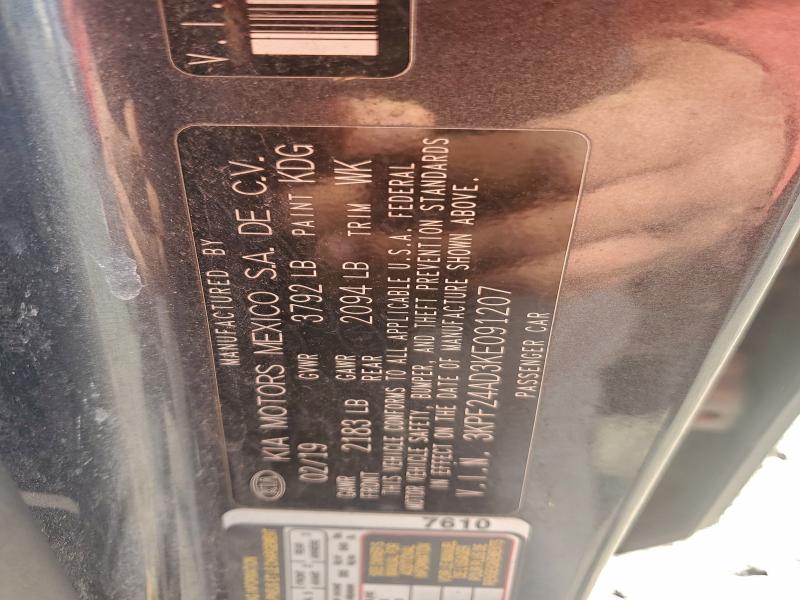 V.I.
MANUFACTURED BY
KIA MOTORS MEXICO S.A. DE C.V.
02/19 GVWR 3792 LB PAINT KDG
GAWR FRONT 2183 LB GAWR REAR 2094 LB TRIM WK
THIS VEHICLE CONFORMS TO ALL APPLICABLE U.S.A. FEDERAL
MOTOR VEHICLE SAFETY, BUMPER, AND THEFT PREVENTION STANDARDS
IN EFFECT ON THE DATE OF MANUFACTURE SHOWN ABOVE.
V.I.N. 3KPF24AD3KE091207
PASSENGER CAR
7610